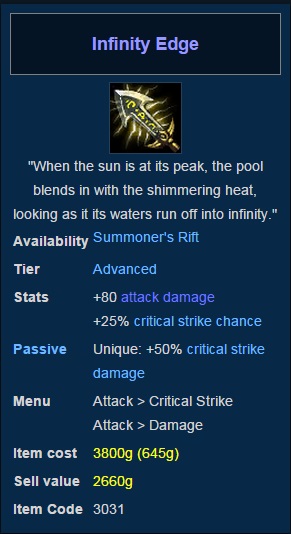 Infinity Edge
"When the sun is at its peak, the pool
blends in with the shimmering heat,
looking as it its waters run off into infinity."
Availability Summoner's Rift
Tier Advanced
Stats +80 attack damage
+25% critical strike chance
Passive Unique: +50% critical strike
damage
Menu Attack > Critical Strike
Attack > Damage
Item cost 3800g (645g)
Sell value 2660g
Item Code 3031